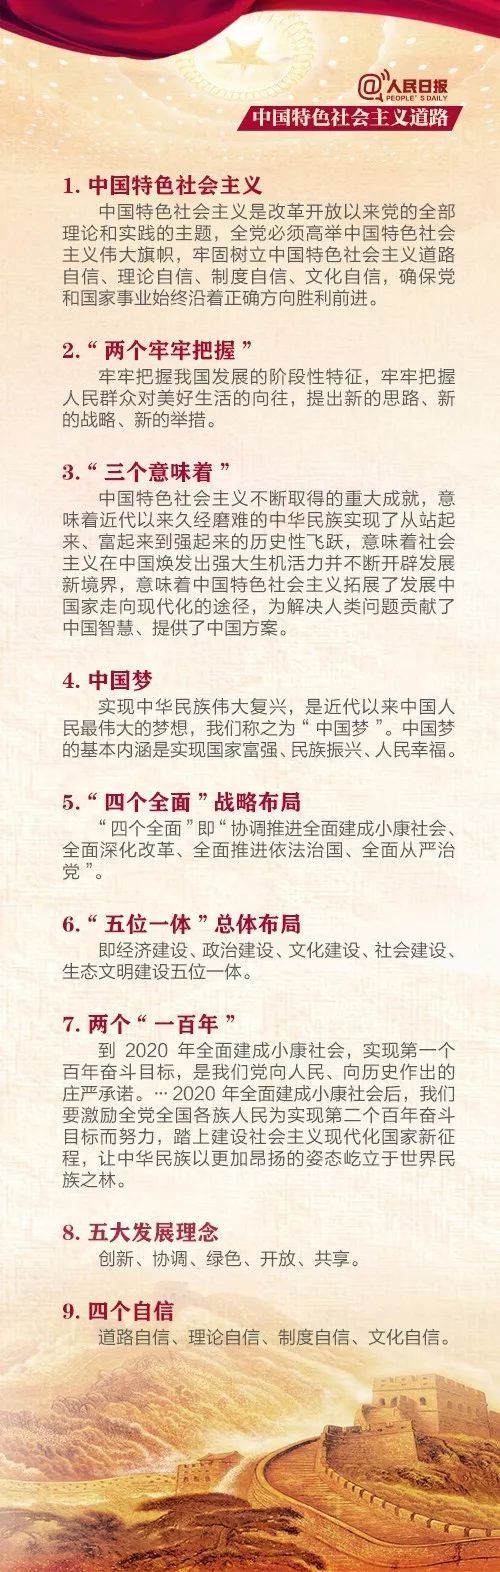 @人民日报
PEOPLE'S DAILY
中国特色社会主义道路
1. 中国特色社会主义
中国特色社会主义是改革开放以来党的全部
理论和实践的主题，全党必须高举中国特色社会
主义伟大旗帜，牢固树立中国特色社会主义道路
自信、理论自信、制度自信、文化自信，确保党
和国家事业始终沿着正确方向胜利前进。
2.“两个牢牢把握”
牢牢把握我国发展的阶段性特征，牢牢把握
人民群众对美好生活的向往，提出新的思路、新
的战略、新的举措。
3.“三个意味着”
中国特色社会主义不断取得的重大成就，意
味着近代以来久经磨难的中华民族实现了从站起
来、富起来到强起来的历史性飞跃，意味着社会
主义在中国焕发出强大生机活力并不断开辟发展
新境界，意味着中国特色社会主义拓展了发展中
国家走向现代化的途径，为解决人类问题贡献了
中国智慧、提供了中国方案。
4. 中国梦
实现中华民族伟大复兴，是近代以来中国人
民最伟大的梦想，我们称之为“中国梦”。中国梦
的基本内涵是实现国家富强、民族振兴、人民幸福。
5.“四个全面”战略布局
“四个全面”即“协调推进全面建成小康社会、
全面深化改革、全面推进依法治国、全面从严治
党”。
6.“五位一体”总体布局
即经济建设、政治建设、文化建设、社会建设、
生态文明建设五位一体。
7. 两个“一百年”
到 2020 年全面建成小康社会，实现第一个
百年奋斗目标，是我们党向人民、向历史作出的
庄严承诺。…2020 年全面建成小康社会后，我们
要激励全党全国各族人民为实现第二个百年奋斗
目标而努力，踏上建设社会主义现代化国家新征
程，让中华民族以更加昂扬的姿态屹立于世界民
族之林。
8. 五大发展理念
创新、协调、绿色、开放、共享。
9. 四个自信
道路自信、理论自信、制度自信、文化自信。